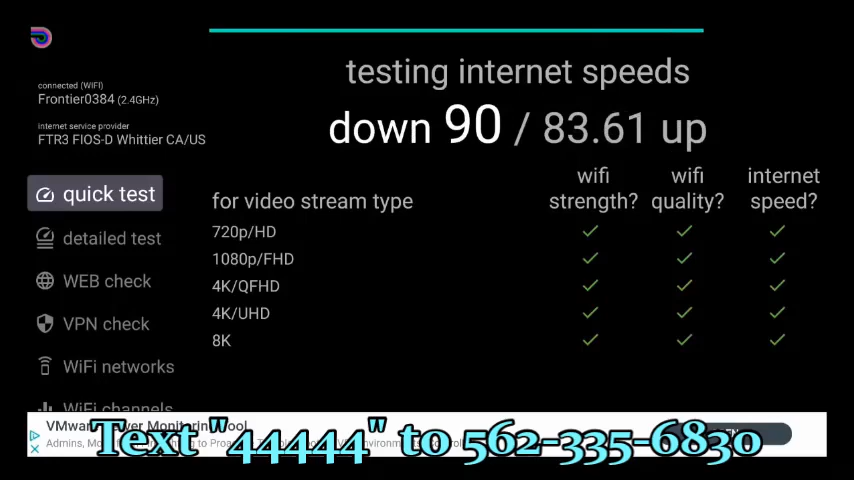 testing internet speeds
connected (WIFI)
Frontier0384 (2.4GHz)
down 90 / 83.61 up
internet service provider
FTR3 FIOS-D Whittier CA/US
for video stream type
wifi strength?
wifi quality?
internet speed?
quick test
detailed test
WEB check
VPN check
WiFi networks
WiFi channels
720p/HD
1080p/FHD
4K/QFHD
4K/UHD
8K
Text "44444" to 562-335-6830